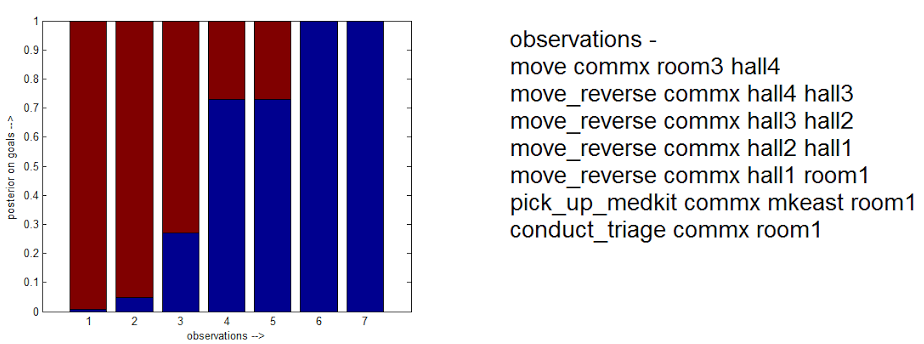 1
0.9
0.8
0.7
0.6
0.5
0.4
0.3
0.2
0.1
0
posterior on goals -->
1 2 3 4 5 6 7
observations -->
observations -
move commx room3 hall4
move_reverse commx hall4 hall3
move_reverse commx hall3 hall2
move_reverse commx hall2 hall1
move_reverse commx hall1 room1
pick_up_medkit commx mkeast room1
conduct_triage commx room1